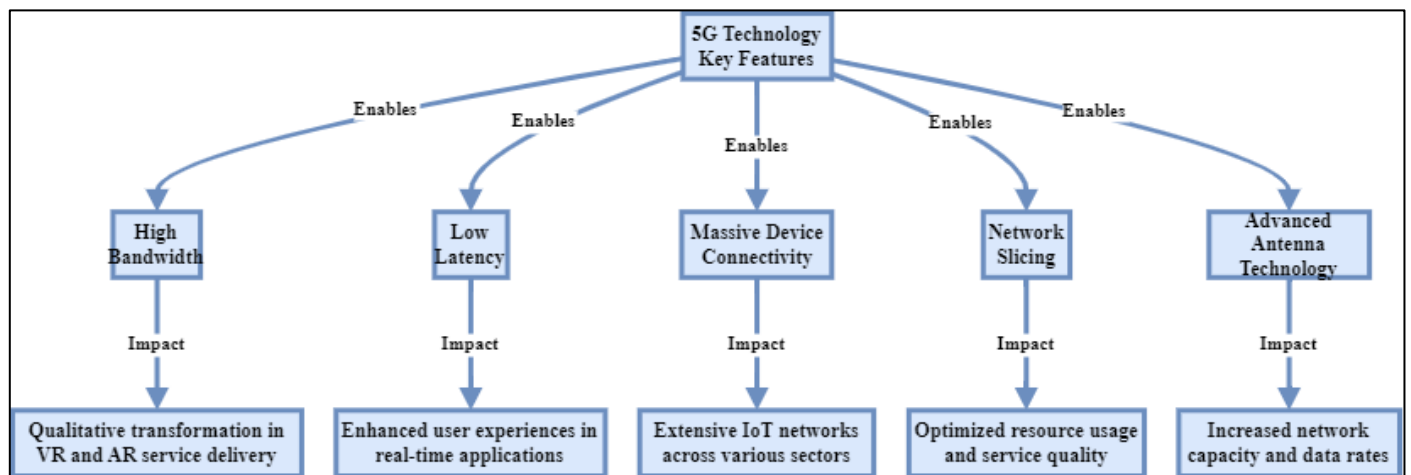 5G Technology
Key Features
Enables
Enables
Enables
Enables
Enables
High
Bandwidth
Low
Latency
Massive Device
Connectivity
Network
Slicing
Advanced
Antenna
Technology
Impact
Impact
Impact
Impact
Impact
Qualitative transformation in
VR and AR service delivery
Enhanced user experiences in
real-time applications
Extensive IoT networks
across various sectors
Optimized resource usage
and service quality
Increased network
capacity and data rates